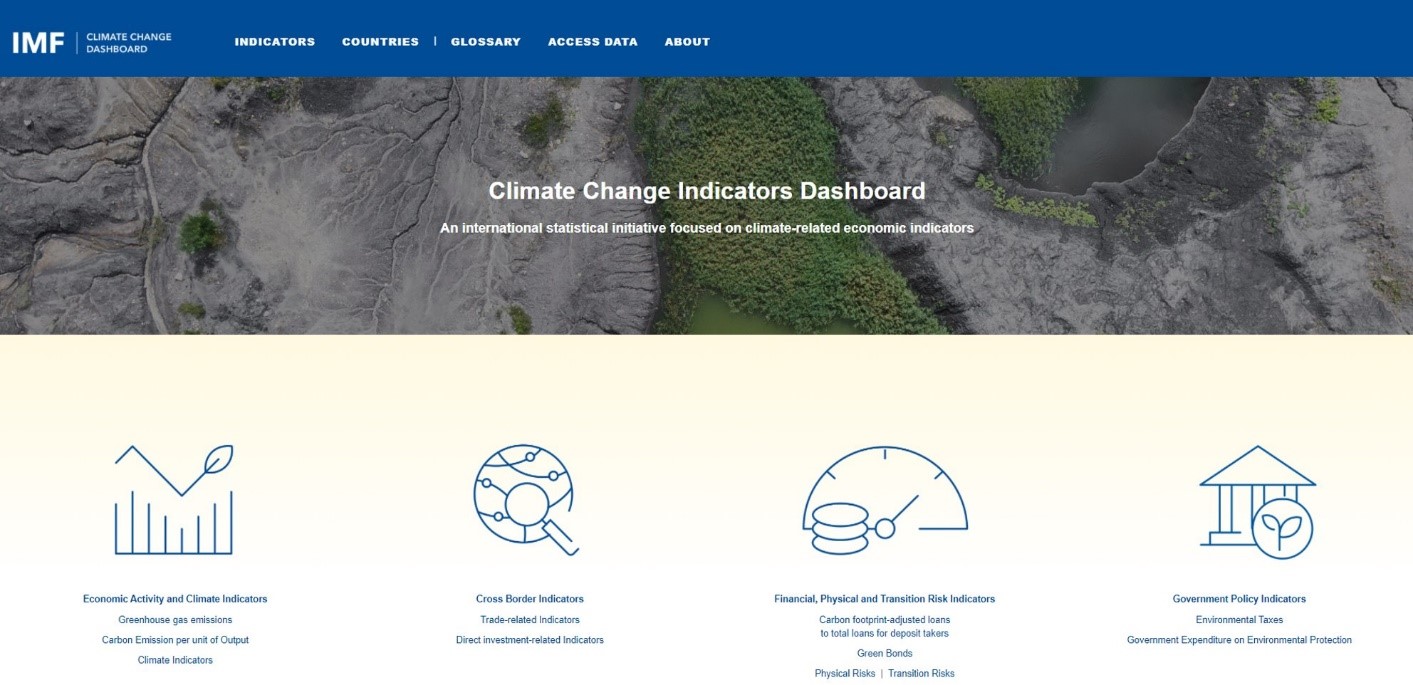 IMF | CLIMATE CHANGE
DASHBOARD
INDICATORS COUNTRIES | GLOSSARY ACCESS DATA ABOUT
Climate Change Indicators Dashboard
An international statistical initiative focused on climate-related economic indicators
Economic Activity and Climate Indicators
Greenhouse gas emissions
Carbon Emission per unit of Output
Climate Indicators
Cross Border Indicators
Trade-related Indicators
Direct investment-related Indicators
Financial, Physical and Transition Risk Indicators
Carbon footprint-adjusted loans
to total loans for deposit takers
Green Bonds
Physical Risks | Transition Risks
Government Policy Indicators
Environmental Taxes
Government Expenditure on Environmental Protection